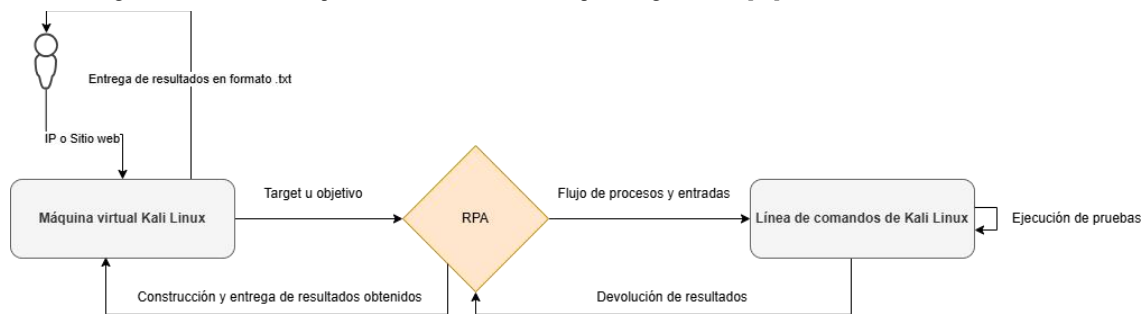 Entrega de resultados en formato .txt
IP o Sitio web
Máquina virtual Kali Linux
Target u objetivo
RPA
Flujo de procesos y entradas
Línea de comandos de Kali Linux
Ejecución de pruebas
Construcción y entrega de resultados obtenidos
Devolución de resultados